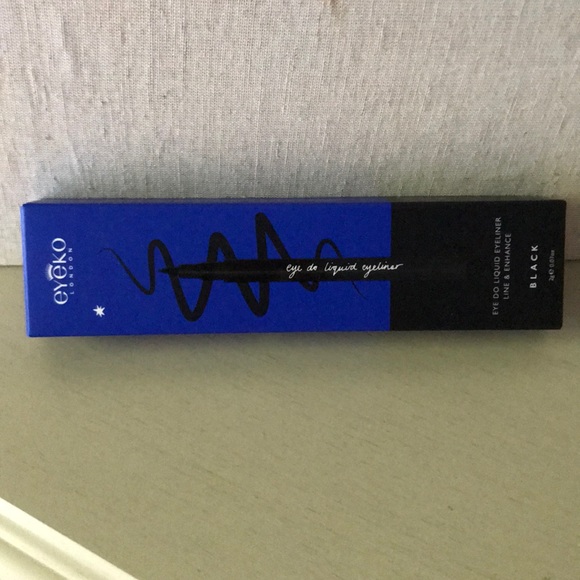 eyeko
LONDON
eye do liquid eyeliner
EYE DO LIQUID EYELINER
LINE & ENHANCE
BLACK